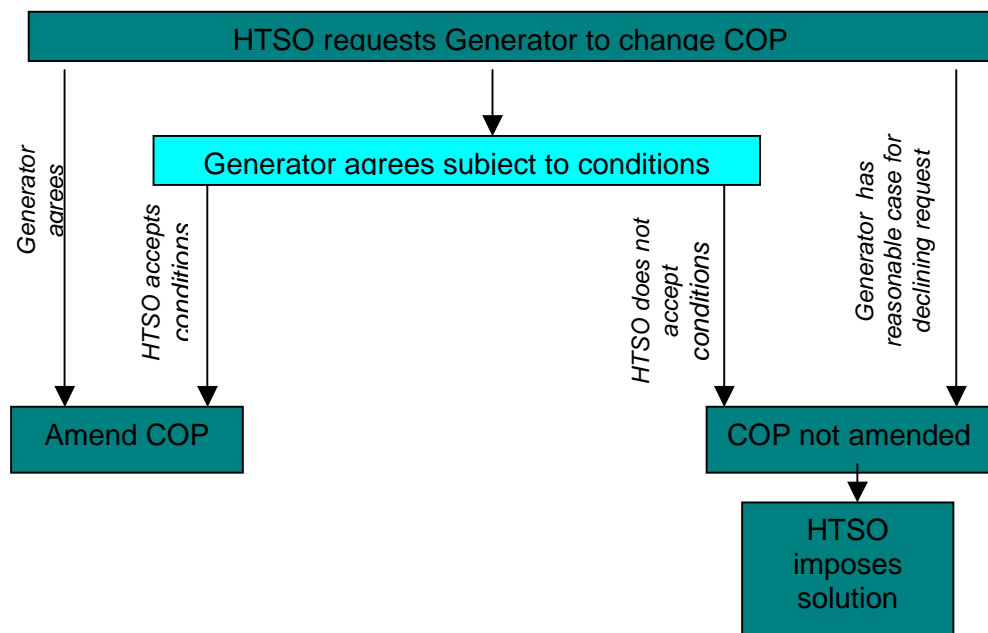 HTSO requests Generator to change COP
Generator agrees subject to conditions
Generator
agrees
HTSO accepts
conditions
HTSO does not
accept
conditions
Generator has
reasonable case for
declining request
Amend COP
COP not amended
HTSO
imposes
solution